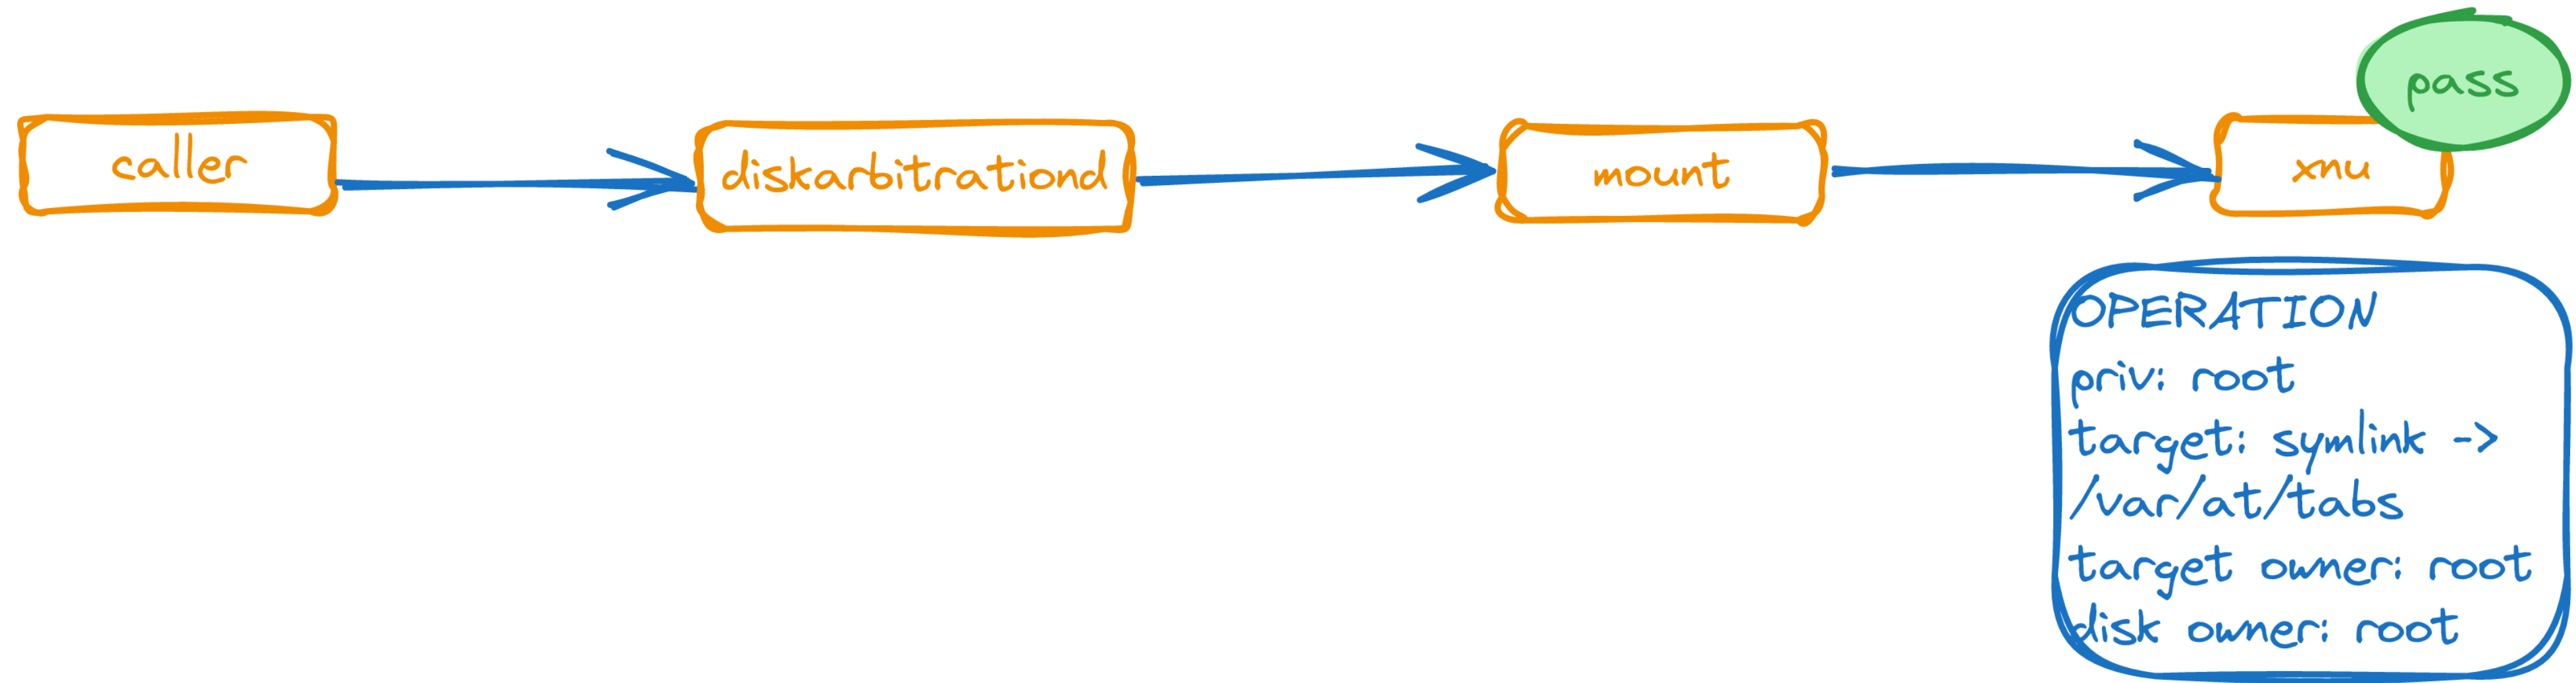 pass
caller
diskarbitrationd
mount
xnu
OPERATION
priv: root
target: symlink ->
/var/at/tabs
target owner: root
disk owner: root